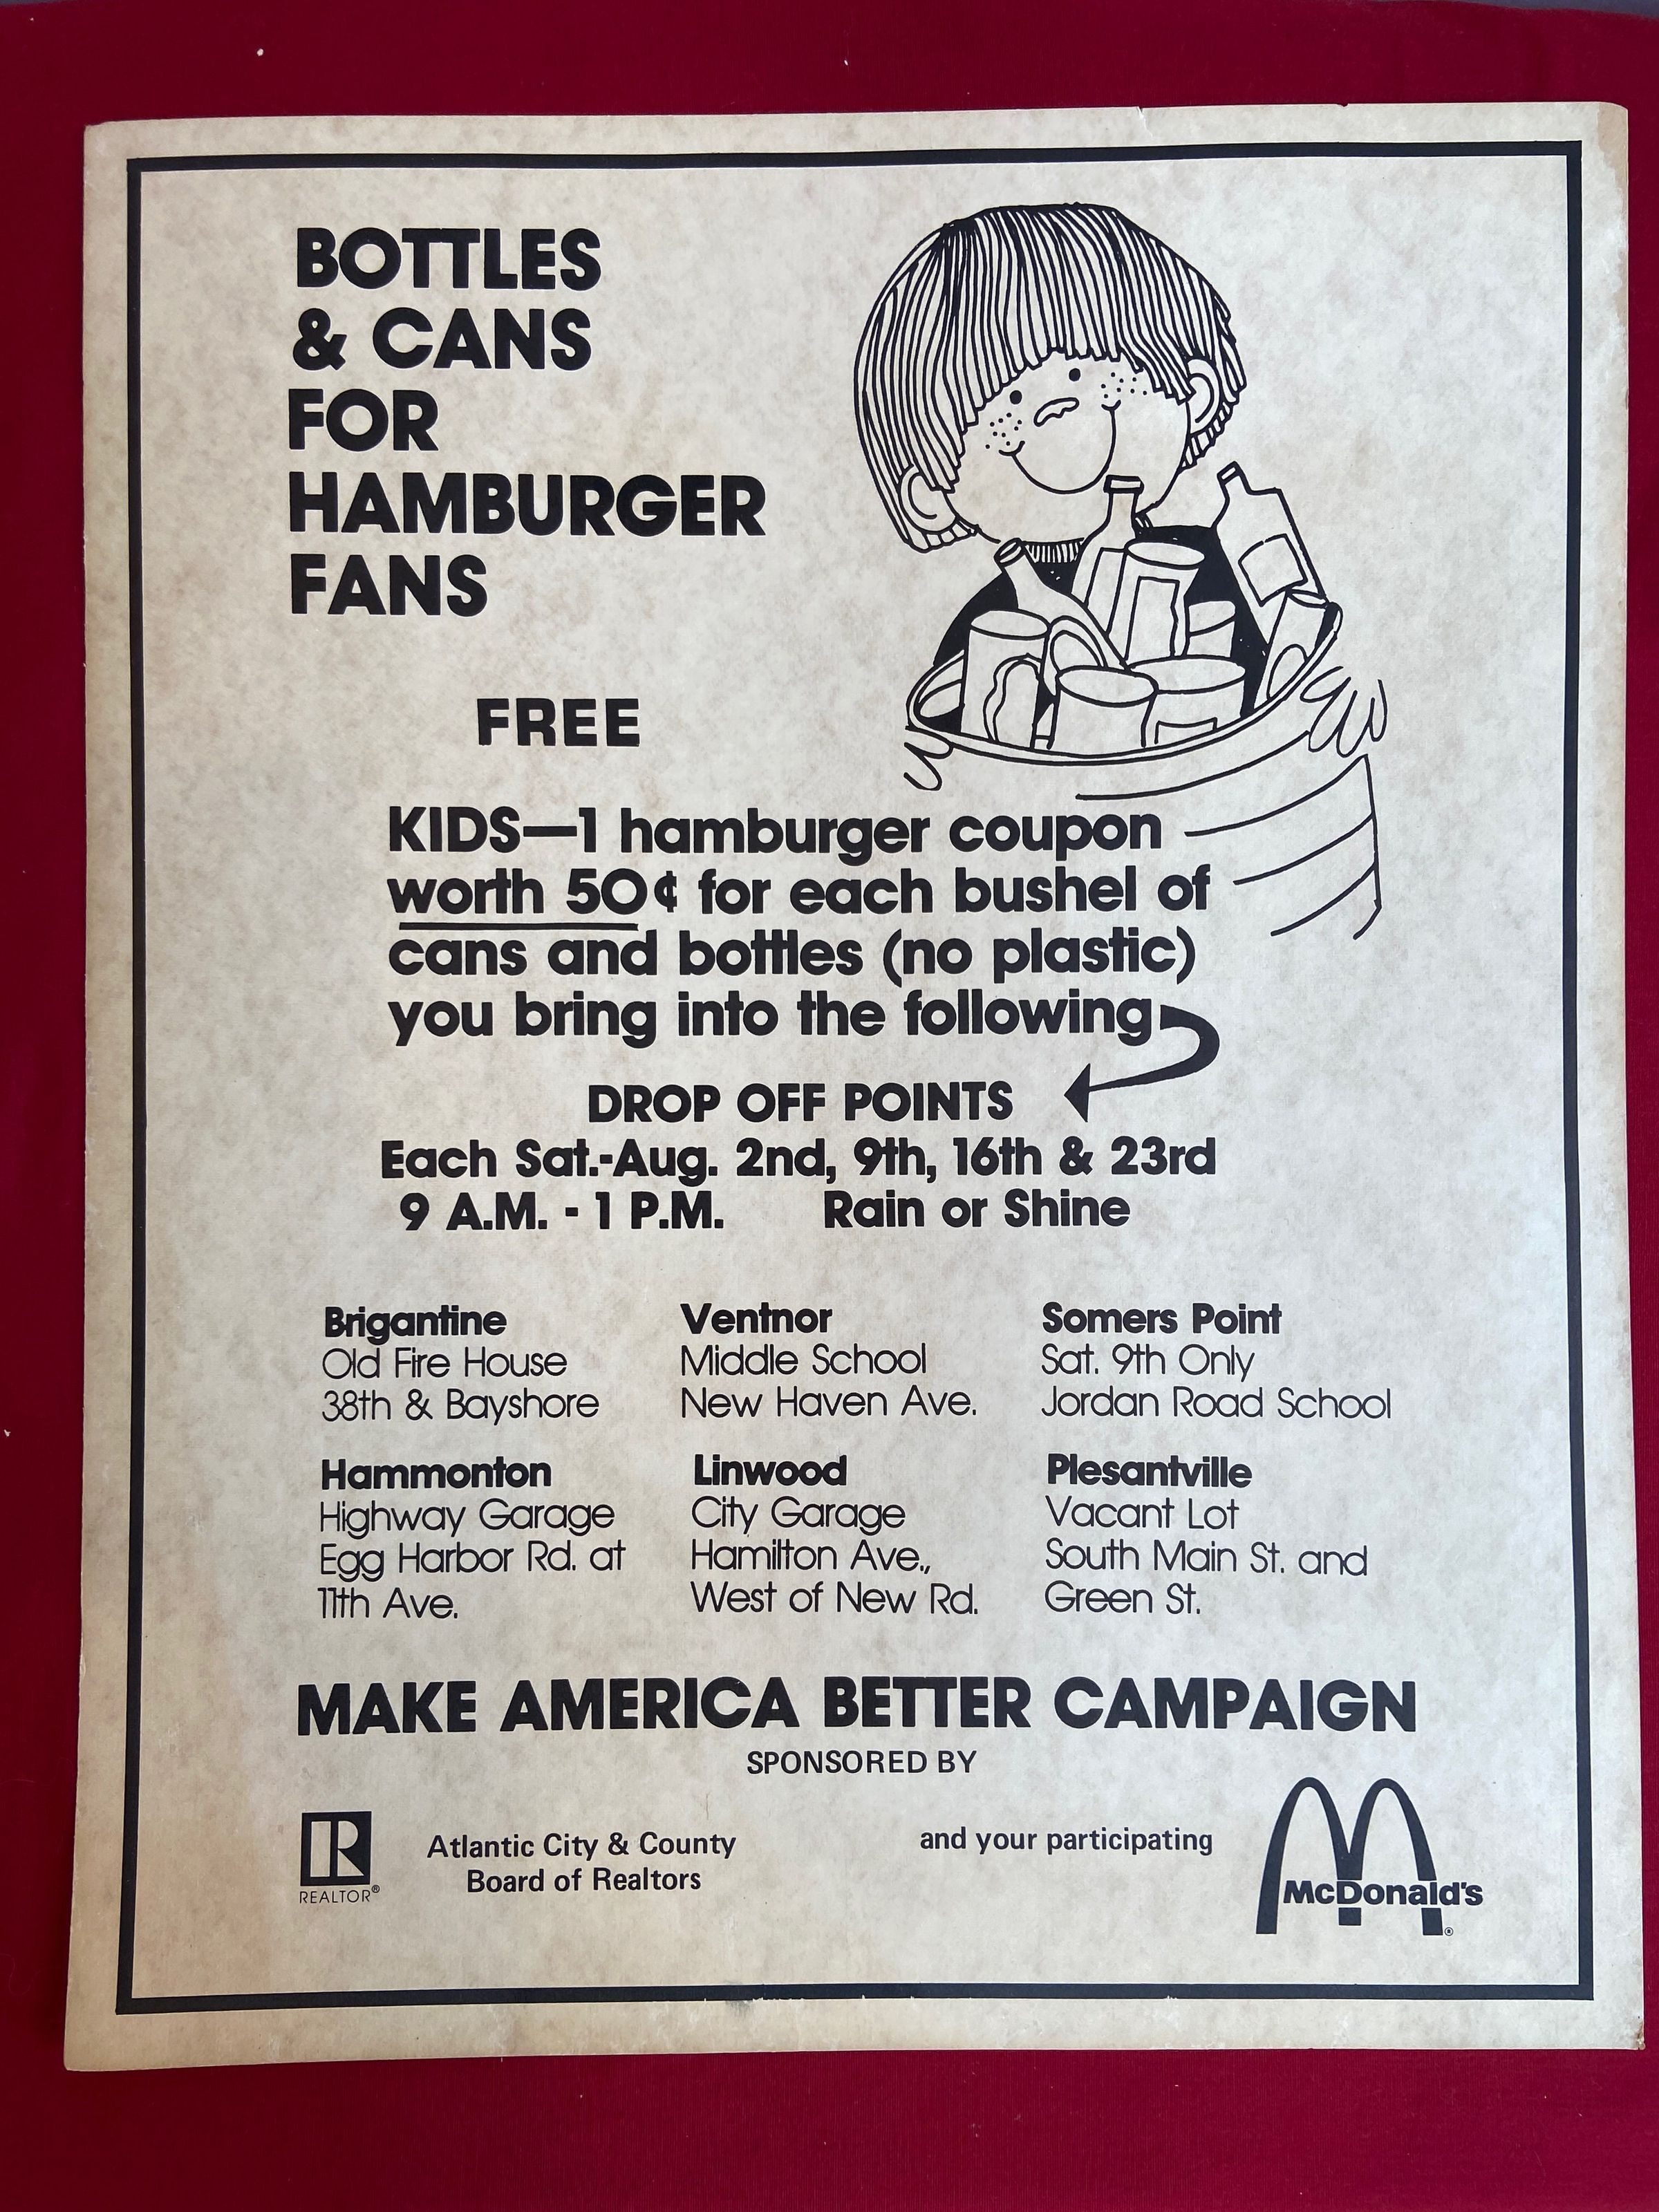 BOTTLES
& CANS
FOR
HAMBURGER
FANS
FREE
KIDS—1 hamburger coupon
worth 50¢ for each bushel of
cans and bottles (no plastic)
you bring into the following
DROP OFF POINTS
Each Sat.-Aug. 2nd, 9th, 16th & 23rd
9 A.M. - 1 P.M. Rain or Shine
Brigantine
Old Fire House
38th & Bayshore
Ventnor
Middle School
New Haven Ave.
Somers Point
Sat. 9th Only
Jordan Road School
Hammonton
Highway Garage
Egg Harbor Rd. at
11th Ave.
Linwood
City Garage
Hamilton Ave.,
West of New Rd.
Plesantville
Vacant Lot
South Main St. and
Green St.
MAKE AMERICA BETTER CAMPAIGN
SPONSORED BY
R
REALTOR®
Atlantic City & County
Board of Realtors
and your participating
McDonald's
®